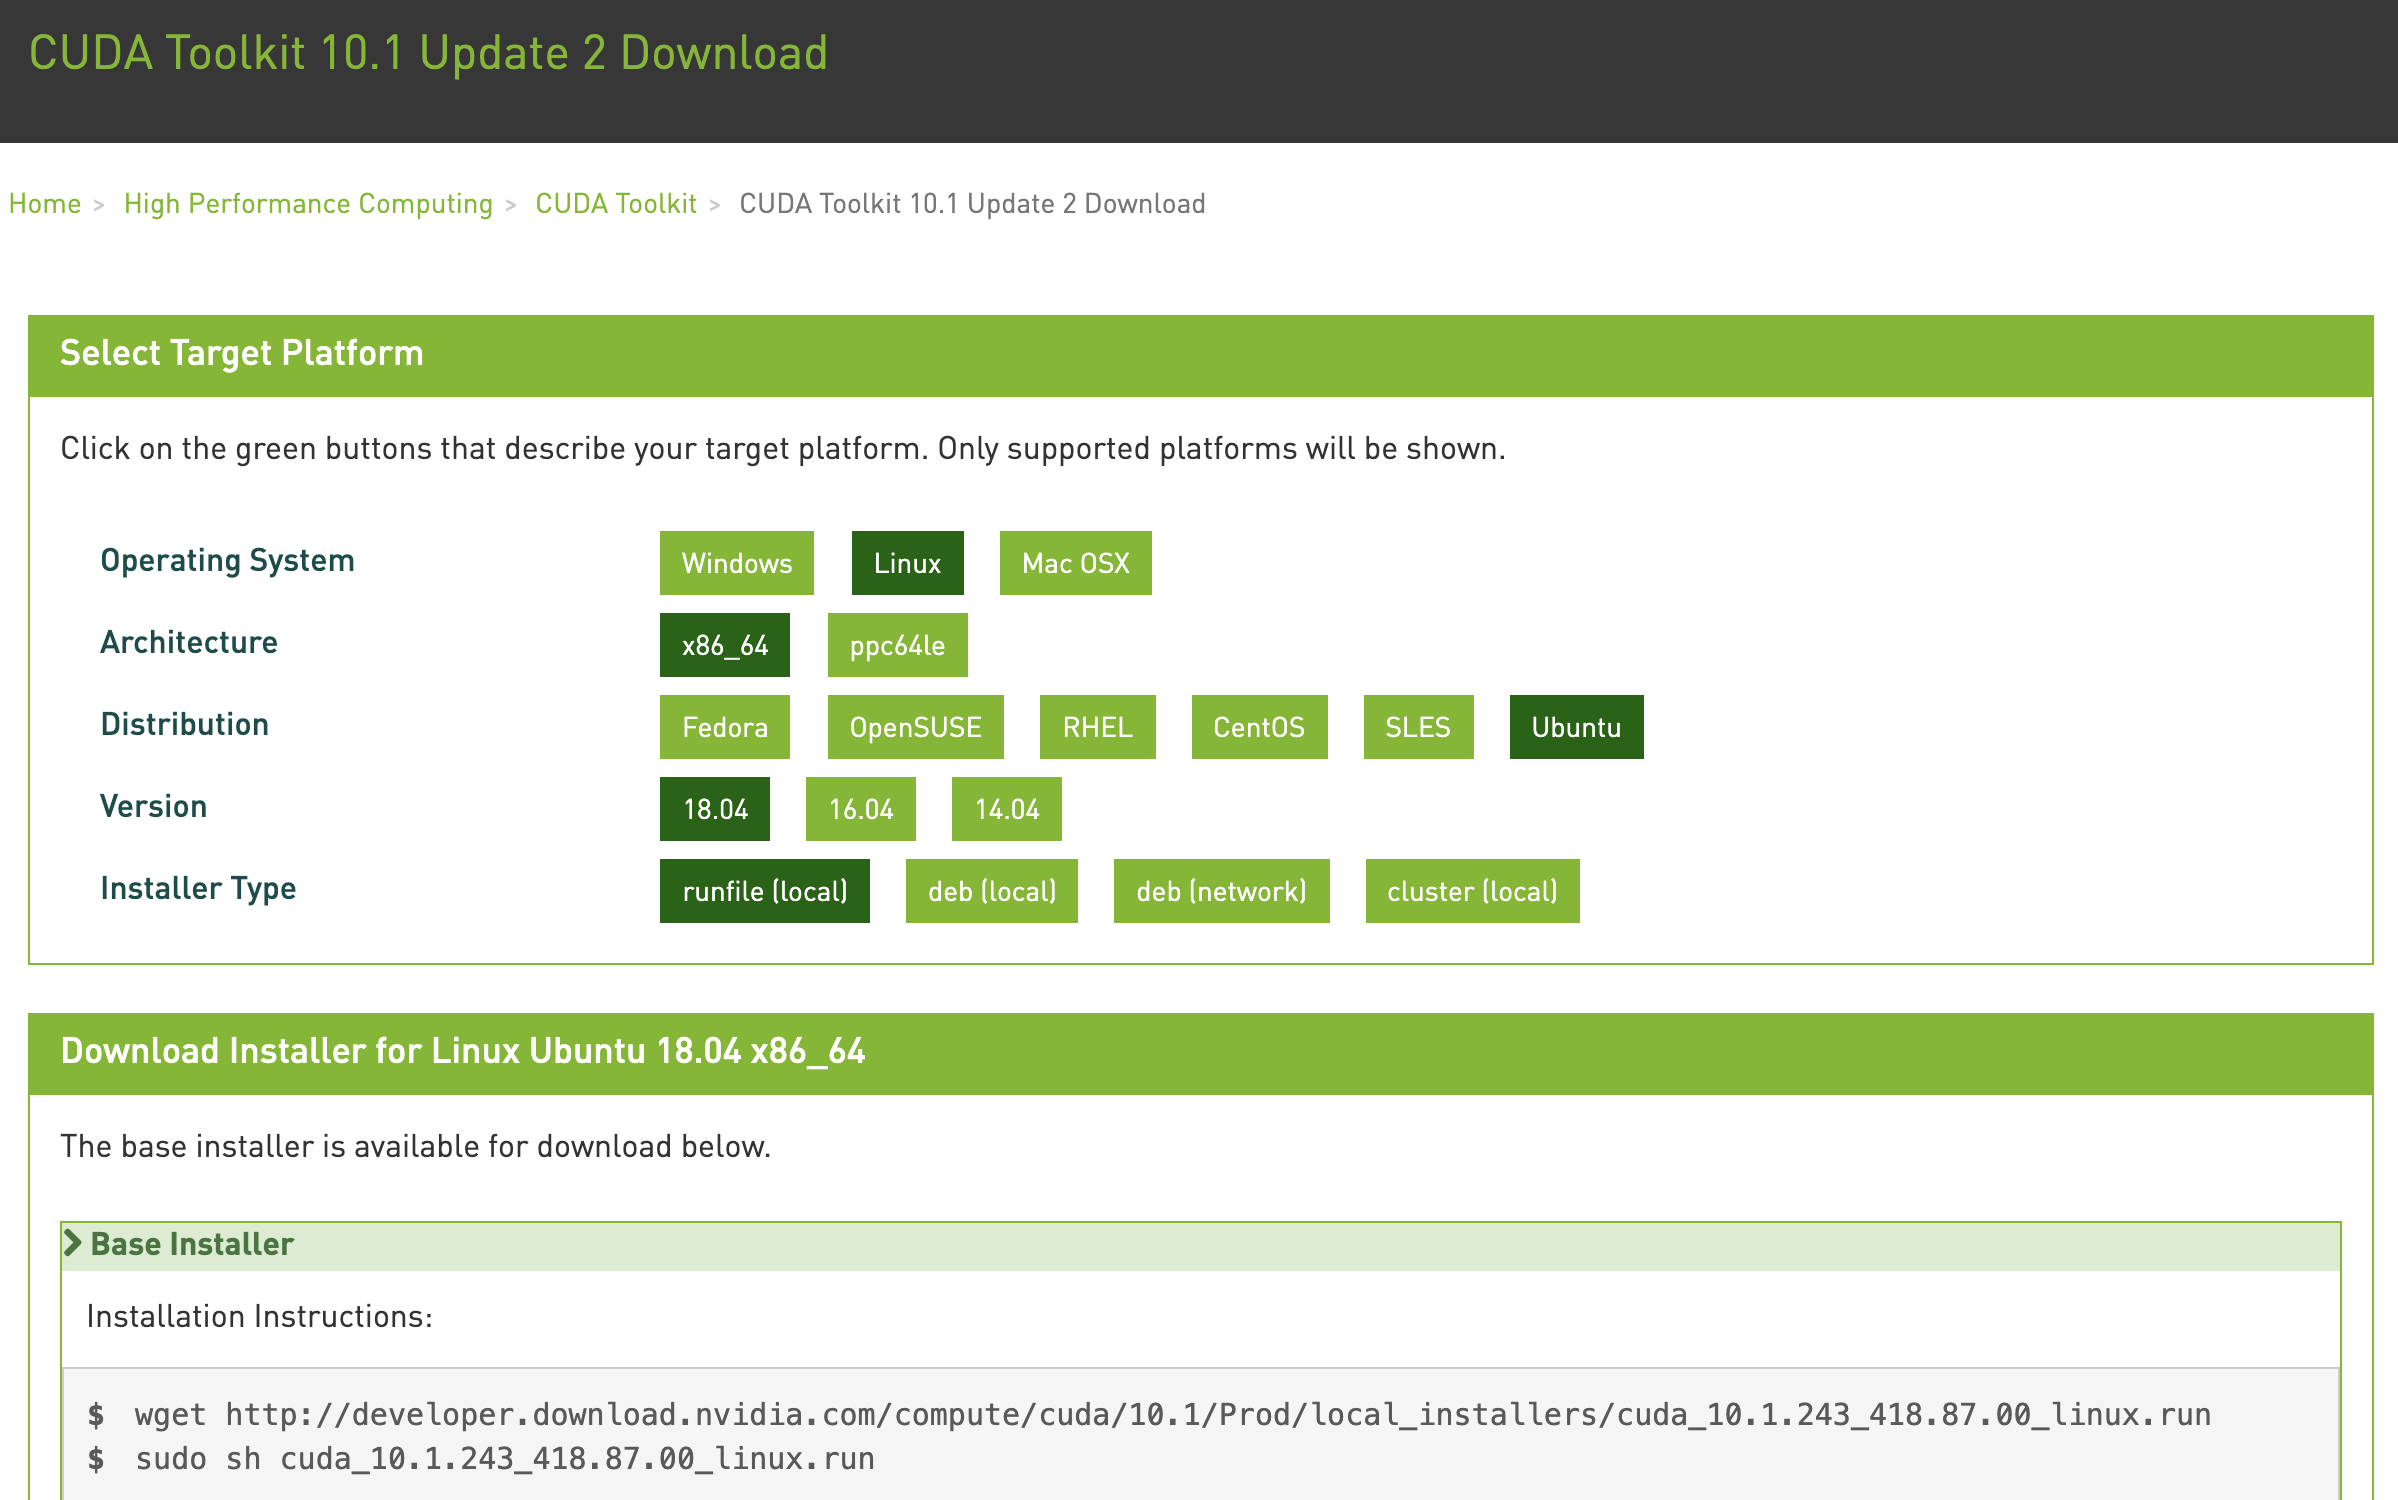 CUDA Toolkit 10.1 Update 2 Download
Home > High Performance Computing > CUDA Toolkit > CUDA Toolkit 10.1 Update 2 Download
Select Target Platform
Click on the green buttons that describe your target platform. Only supported platforms will be shown.
Operating System Windows Linux Mac OSX
Architecture x86_64 ppc64le
Distribution Fedora OpenSUSE RHEL CentOS SLES Ubuntu
Version 18.04 16.04 14.04
Installer Type runfile (local) deb (local) deb (network) cluster (local)
Download Installer for Linux Ubuntu 18.04 x86_64
The base installer is available for download below.
Base Installer
Installation Instructions:
$ wget http://developer.download.nvidia.com/compute/cuda/10.1/Prod/local_installers/cuda_10.1.243_418.87.00_linux.run
$ sudo sh cuda_10.1.243_418.87.00_linux.run